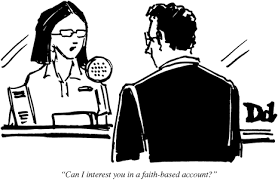 “Can I interest you in a faith-based account?”